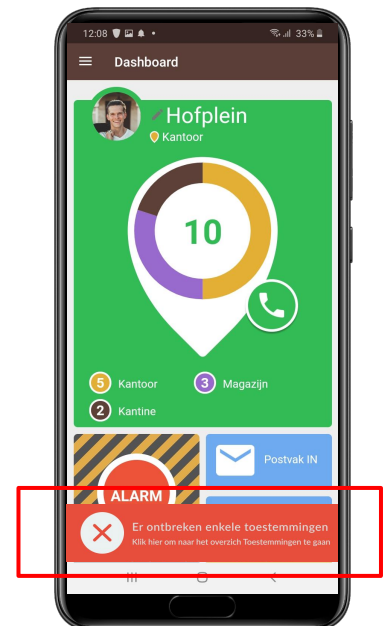 12:08 33%
Dashboard
Hofplein
Kantoor
10
5 Kantoor 3 Magazijn
2 Kantine
Postvak IN
ALARM
Er ontbreken enkele toestemmingen
Klik hier om naar het overzich Toestemmingen te gaan